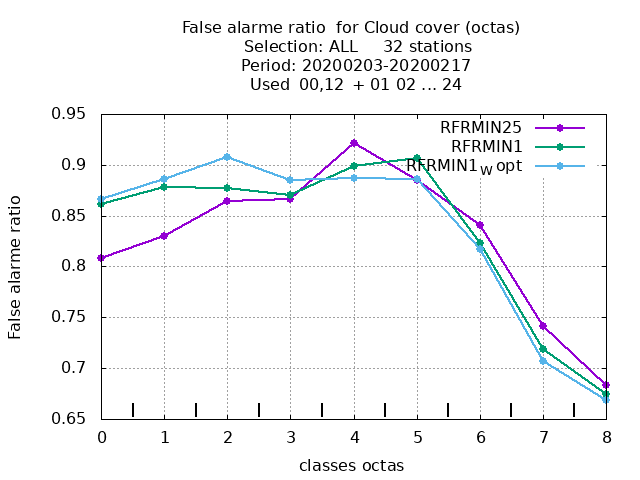 False alarme ratio  for Cloud cover (octas)
Selection: ALL     32 stations
Period: 20200203-20200217
Used  00,12  + 01 02 ... 24
RFRMIN25
RFRMIN1
RFRMIN1w opt
False alarme ratio
0.95
0.9
0.85
0.8
0.75
0.7
0.65
0 1 2 3 4 5 6 7 8
classes octas